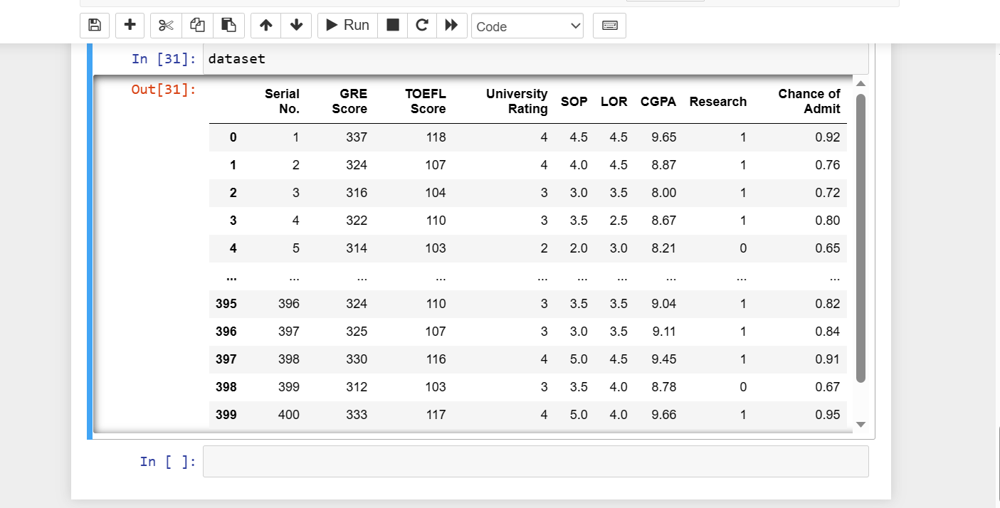 Run
Code
In [31]: dataset
Out[31]:
Serial No. GRE Score TOEFL Score University Rating SOP LOR CGPA Research Chance of Admit
0 1 337 118 4 4.5 4.5 9.65 1 0.92
1 2 324 107 4 4.0 4.5 8.87 1 0.76
2 3 316 104 3 3.0 3.5 8.00 1 0.72
3 4 322 110 3 3.5 2.5 8.67 1 0.80
4 5 314 103 2 2.0 3.0 8.21 0 0.65
... ... ... ... ... ... ... ... ... ...
395 396 324 110 3 3.5 3.5 9.04 1 0.82
396 397 325 107 3 3.0 3.5 9.11 1 0.84
397 398 330 116 4 5.0 4.5 9.45 1 0.91
398 399 312 103 3 3.5 4.0 8.78 0 0.67
399 400 333 117 4 5.0 4.0 9.66 1 0.95
In [ ]: